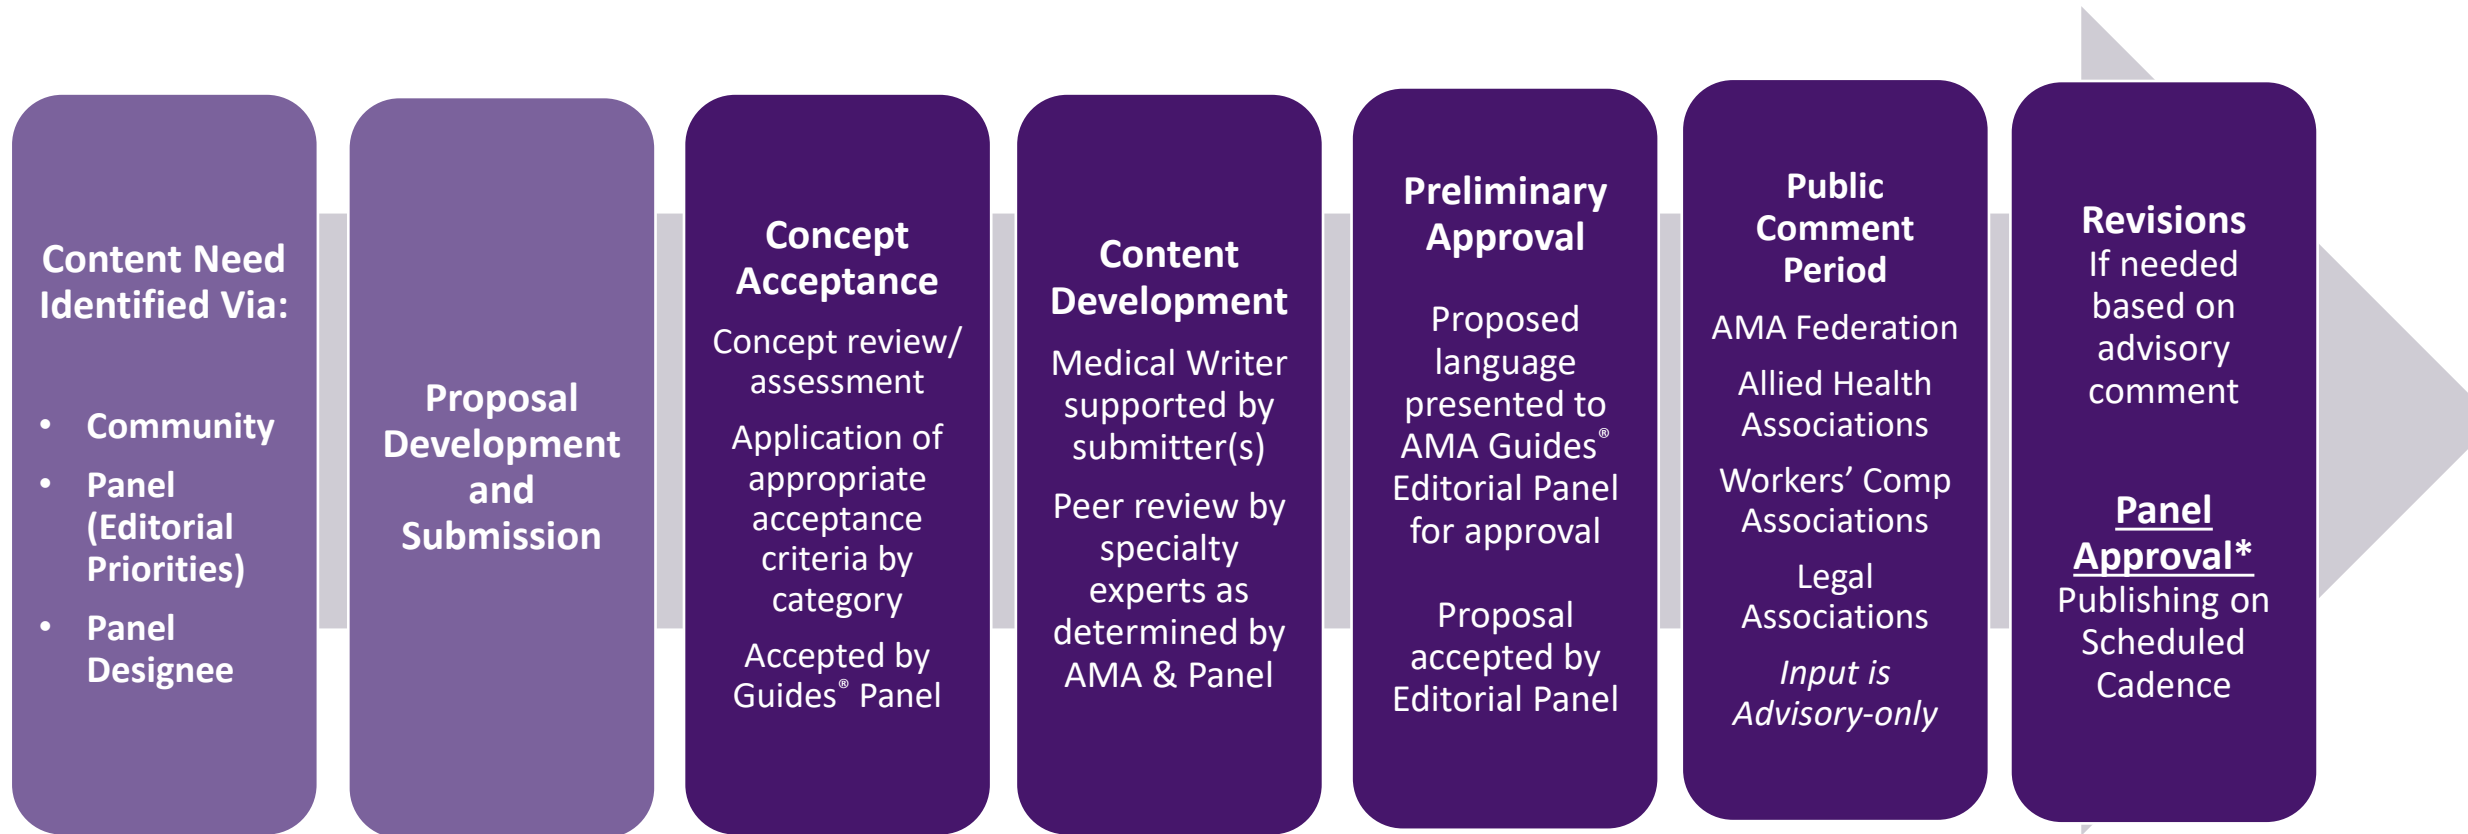 Content Need
Identified Via:
• Community
• Panel
(Editorial
Priorities)
• Panel
Designee
Proposal
Development
and
Submission
Concept
Acceptance
Concept review/
assessment
Application of
appropriate
acceptance
criteria by
category
Accepted by
Guides® Panel
Content
Development
Medical Writer
supported by
submitter(s)
Peer review by
specialty
experts as
determined by
AMA & Panel
Preliminary
Approval
Proposed
language
presented to
AMA Guides®
Editorial Panel
for approval
Proposal
accepted by
Editorial Panel
Public
Comment
Period
AMA Federation
Allied Health
Associations
Workers’ Comp
Associations
Legal
Associations
Input is
Advisory-only
Revisions
If needed
based on
advisory
comment
Panel
Approval*
Publishing on
Scheduled
Cadence